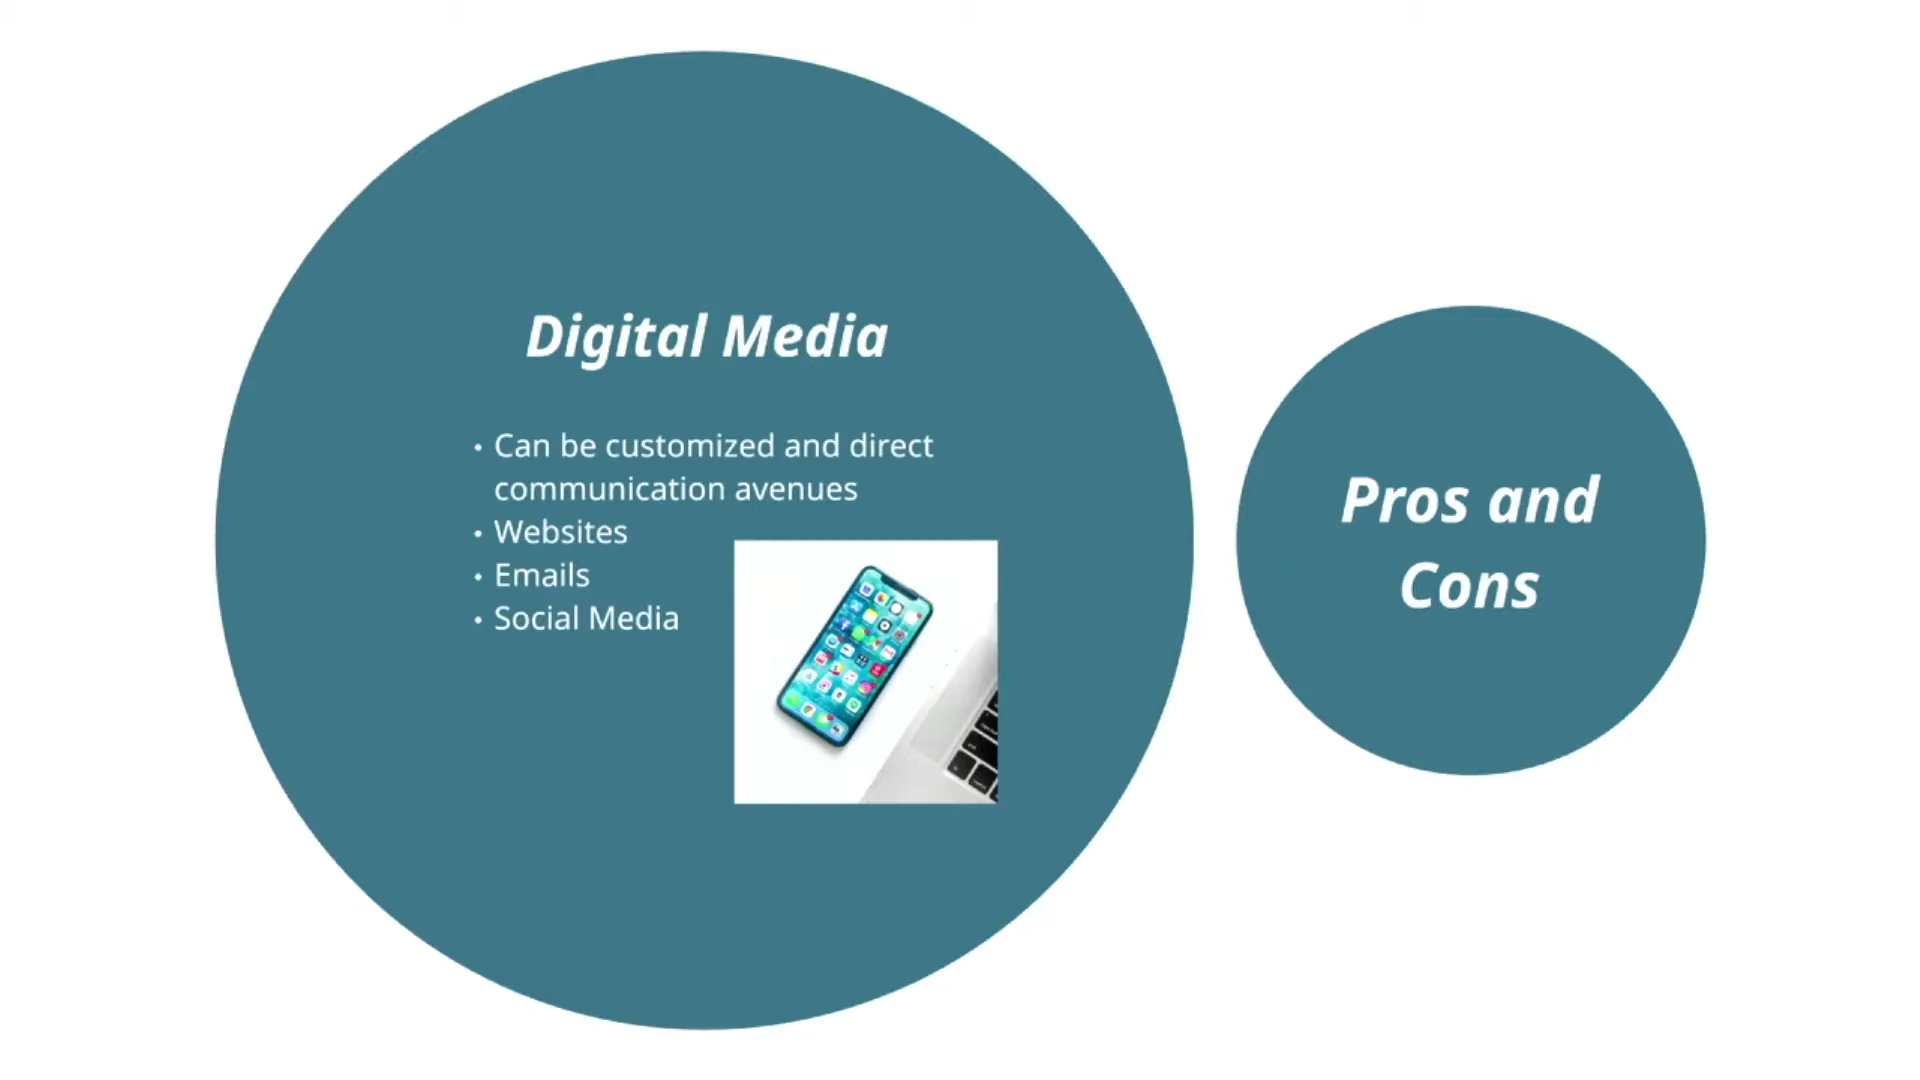 Digital Media
• Can be customized and direct
communication avenues
• Websites
• Emails
• Social Media
Pros and
Cons